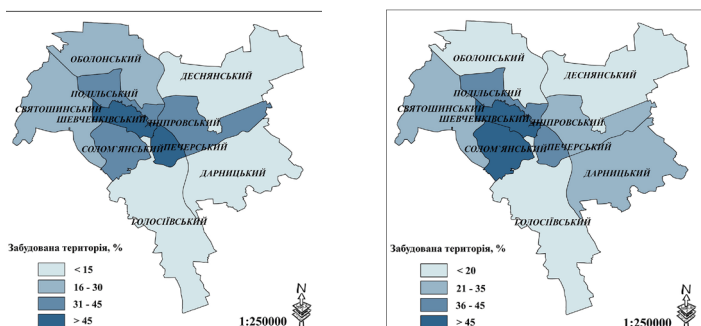 ОБОЛОНСЬКИЙ
ДЕСНЯНСЬКИЙ
ПОДІЛЬСЬКИЙ
СВЯТОШИНСЬКИЙ
ШЕВЧЕНКІВСЬКИЙ
ДНІПРОВСЬКИЙ
СОЛОМ'ЯНСЬКИЙ
ПЕЧЕРСЬКИЙ
ДАРНИЦЬКИЙ
ГОЛОСІЇВСЬКИЙ
Забудована територія, %
< 15
16 - 30
31 - 45
> 45
N
1:250000
ОБОЛОНСЬКИЙ
ДЕСНЯНСЬКИЙ
ПОДІЛЬСЬКИЙ
СВЯТОШИНСЬКИЙ
ШЕВЧЕНКІВСЬКИЙ
ДНІПРОВСЬКИЙ
СОЛОМ'ЯНСЬКИЙ
ПЕЧЕРСЬКИЙ
ДАРНИЦЬКИЙ
ГОЛОСІЇВСЬКИЙ
Забудована територія, %
< 20
21 - 35
36 - 45
> 45
N
1:250000